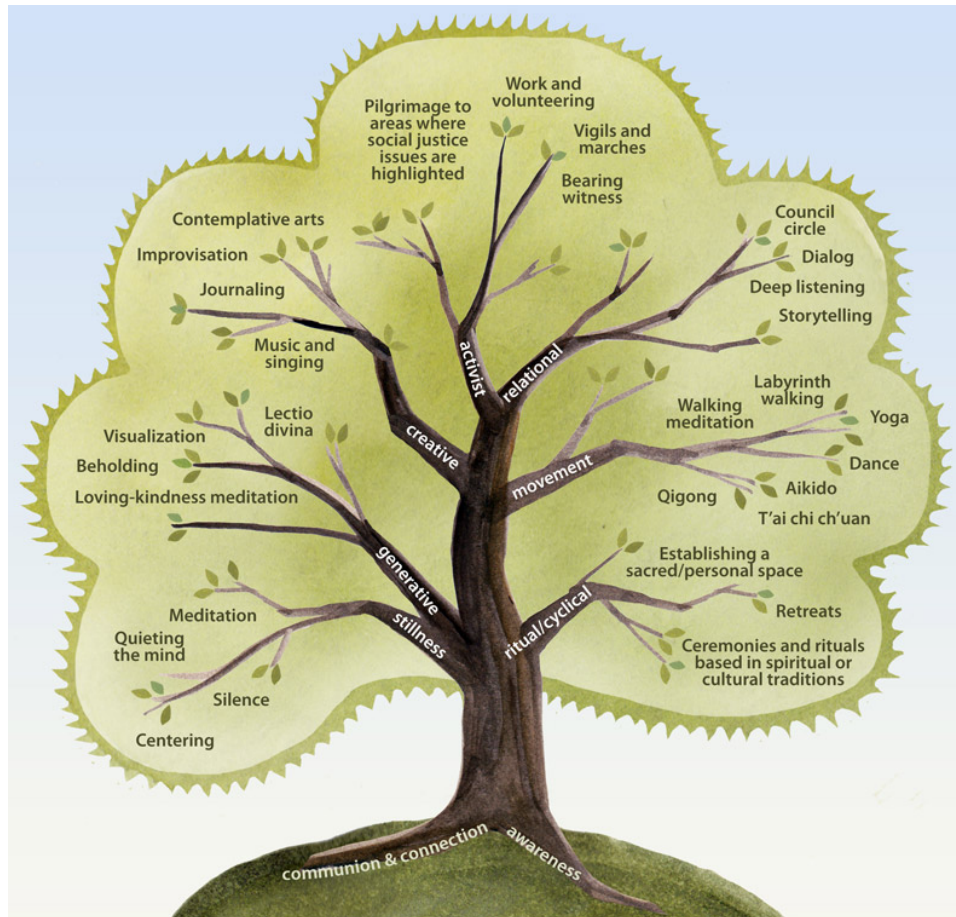 Work and
volunteering
Pilgrimage to
areas where
social justice
issues are
highlighted
Vigils and
marches
Bearing
witness
Contemplative arts
Improvisation
Journaling
Music and
singing
Council
circle
Dialog
Deep listening
Storytelling
activist
relational
creative
movement
Lectio
divina
Visualization
Beholding
Loving-kindness meditation
Walking
meditation
Labyrinth
walking
Yoga
Dance
Qigong
Aikido
T'ai chi ch'uan
generative
stillness
ritual/cyclical
Establishing a
sacred/personal space
Retreats
Ceremonies and rituals
based in spiritual or
cultural traditions
Meditation
Quieting
the mind
Silence
Centering
communion & connection
awareness